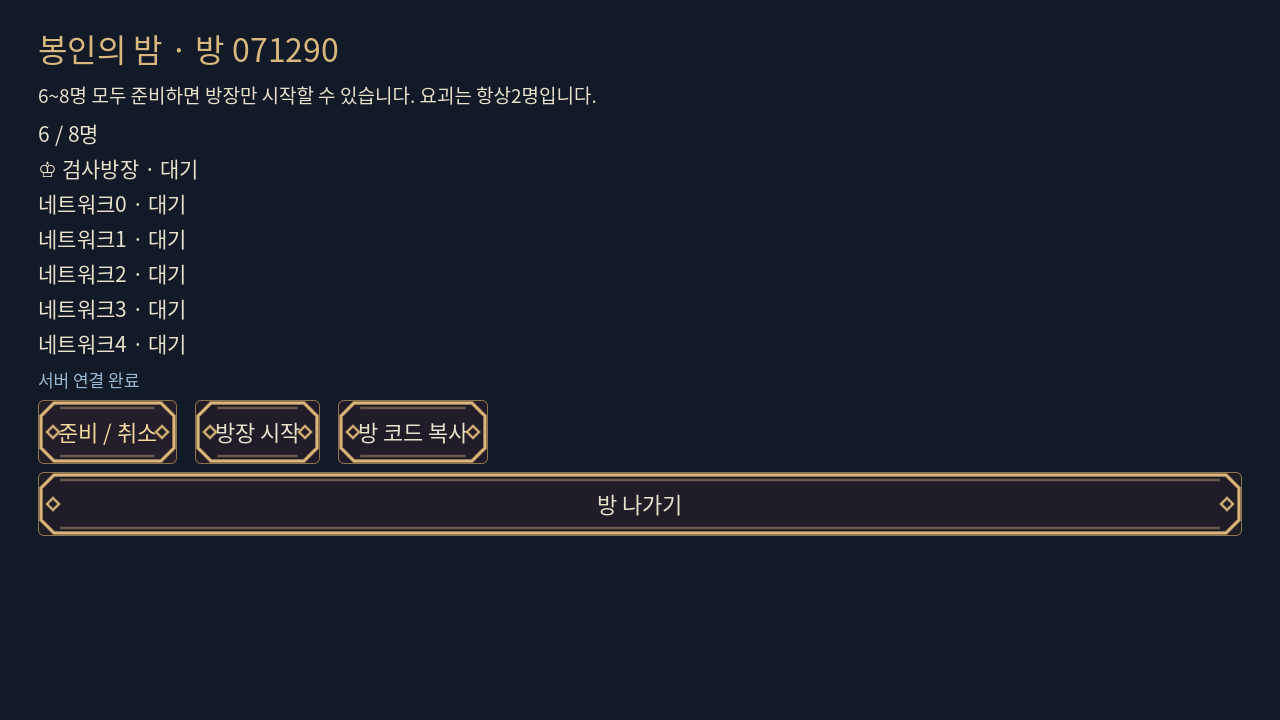 봉인의 밤 · 방 071290
6~8명 모두 준비하면 방장만 시작할 수 있습니다. 요괴는 항상2명입니다.
6 / 8명
♔ 검사방장 · 대기
네트워크0 · 대기
네트워크1 · 대기
네트워크2 · 대기
네트워크3 · 대기
네트워크4 · 대기
서버 연결 완료
준비 / 취소 방장 시작 방 코드 복사
방 나가기